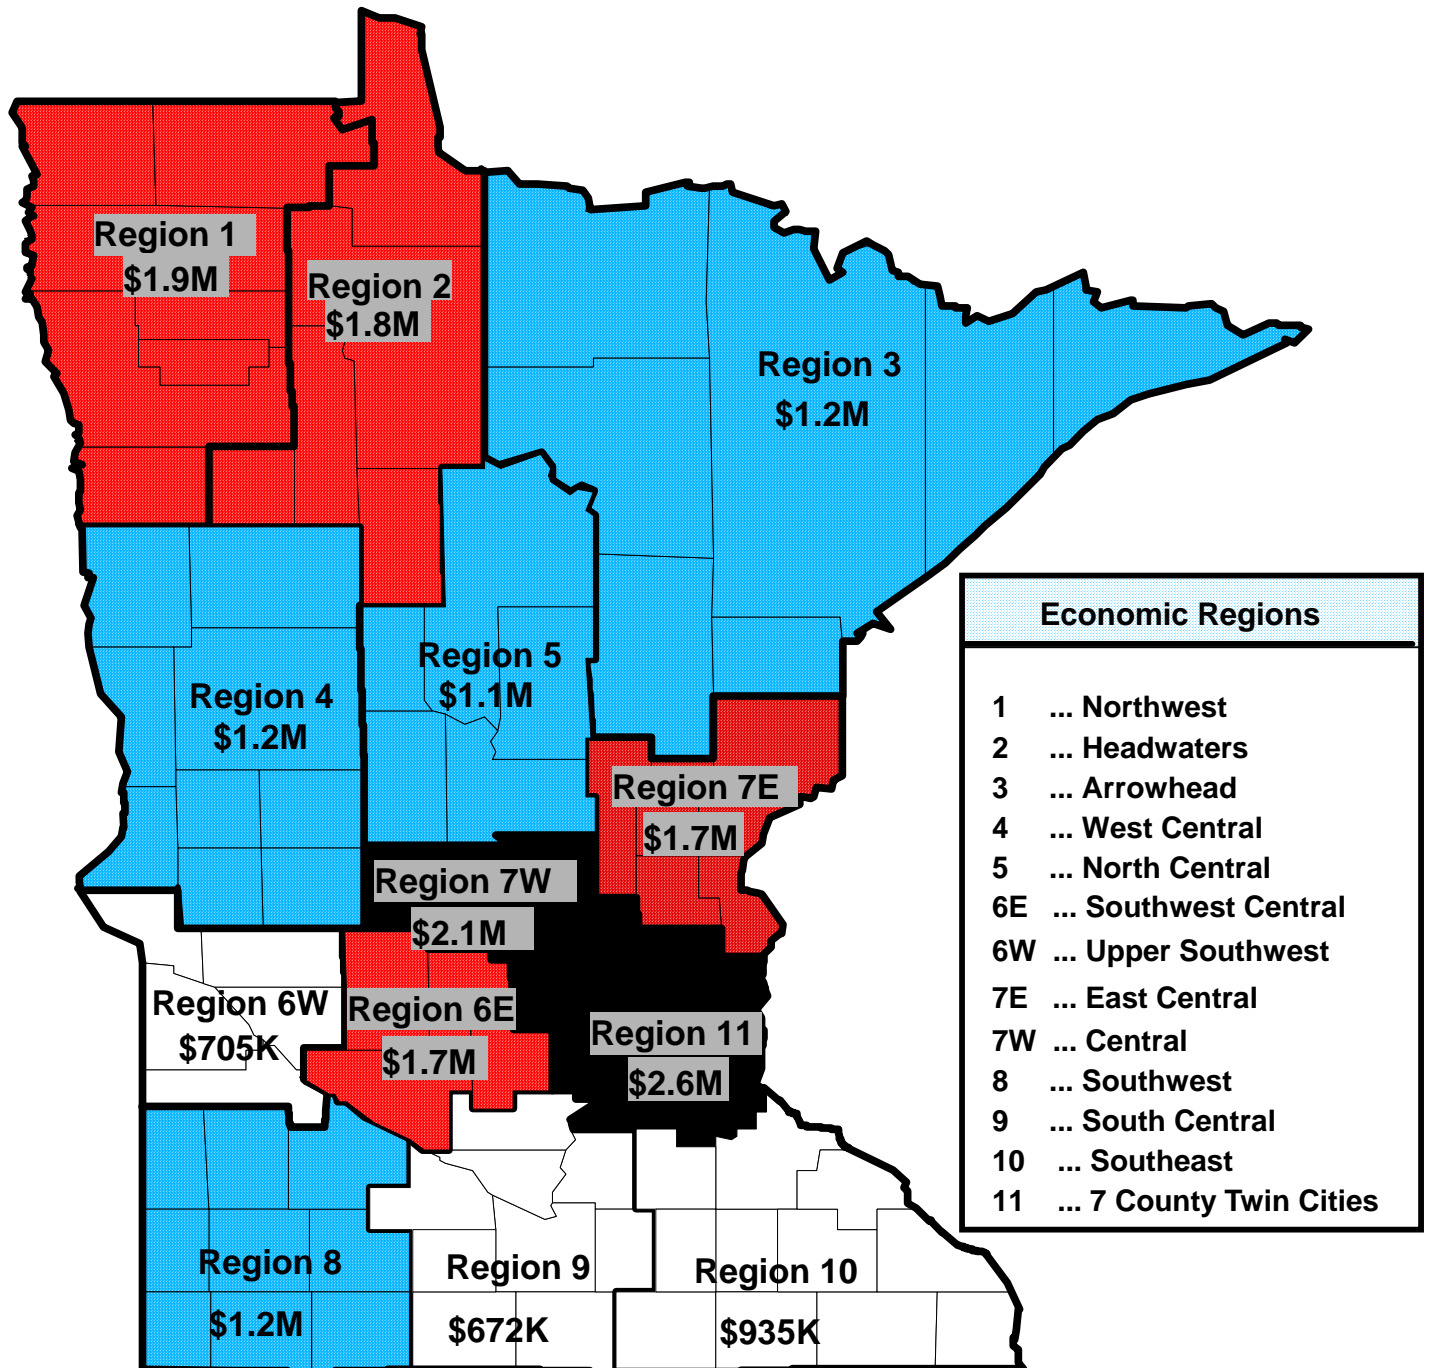 Region 1
$1.9M
Region 2
$1.8M
Region 3
$1.2M
Region 5
$1.1M
Region 4
$1.2M
Region 7E
$1.7M
Region 7W
$2.1M
Region 6W
$705K
Region 6E
$1.7M
Region 11
$2.6M
Region 8
$1.2M
Region 9
$672K
Region 10
$935K
Economic Regions
1 ... Northwest
2 ... Headwaters
3 ... Arrowhead
4 ... West Central
5 ... North Central
6E ... Southwest Central
6W ... Upper Southwest
7E ... East Central
7W ... Central
8 ... Southwest
9 ... South Central
10 ... Southeast
11 ... 7 County Twin Cities